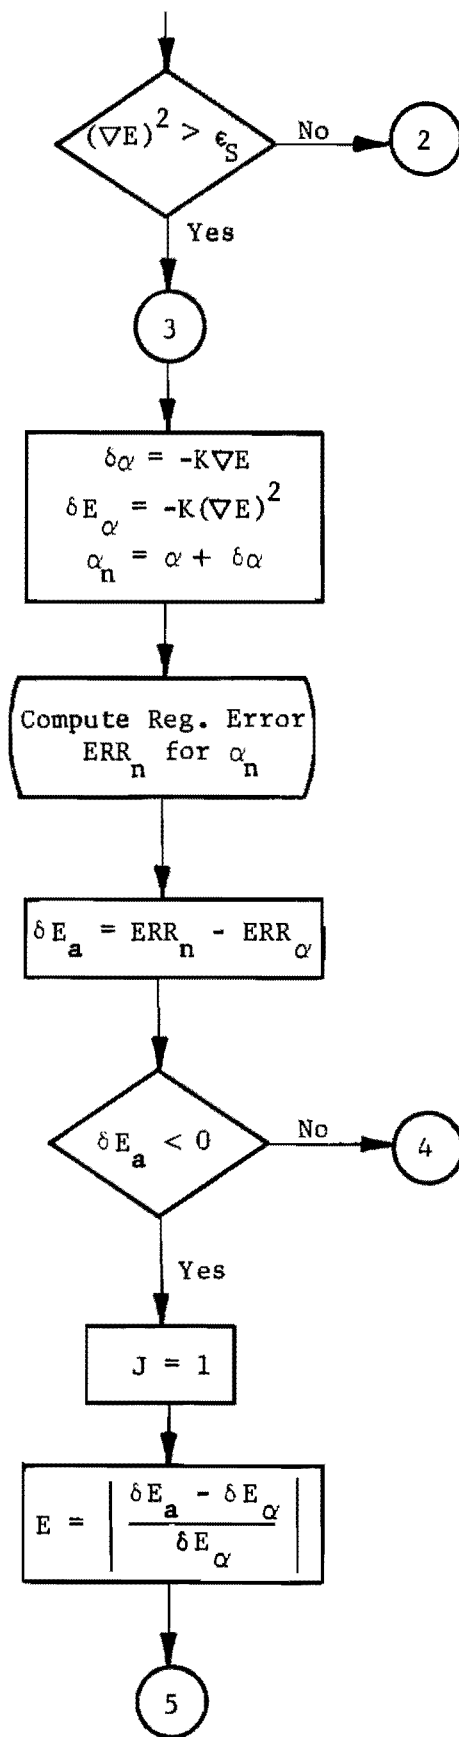 (∇E)² > ϵ_S
No
2
Yes
3
δα = -K∇E
δE_α = -K(∇E)²
α_n = α + δα
Compute Reg. Error
ERR_n for α_n
δE_a = ERR_n - ERR_α
δE_a < 0
No
4
Yes
J = 1
E = | (δE_a - δE_α) / δE_α |
5